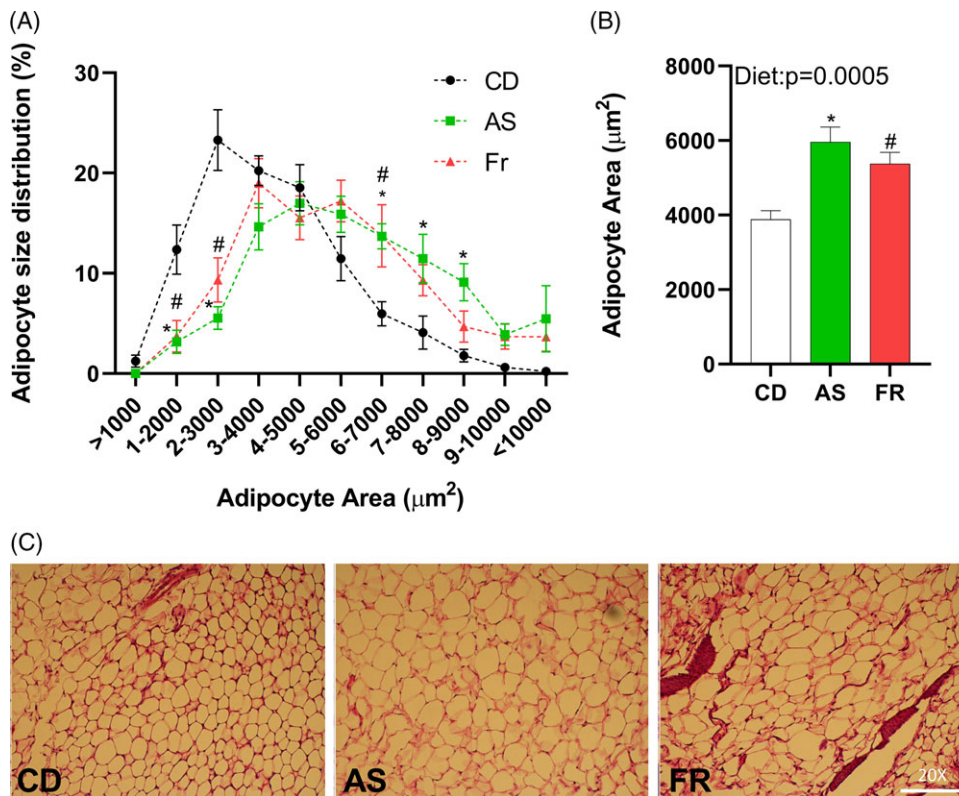 (A)
Adipocyte size distribution (%)
30
20
10
0
CD
AS
Fr
*
#
*
#
#
*
*
*
>1000
1-2000
2-3000
3-4000
4-5000
5-6000
6-7000
7-8000
8-9000
9-10000
<10000
Adipocyte Area (μm²)
(B)
Adipocyte Area (μm²)
8000
6000
4000
2000
0
Diet:p=0.0005
*
#
CD
AS
FR
(C)
CD
AS
FR
20X